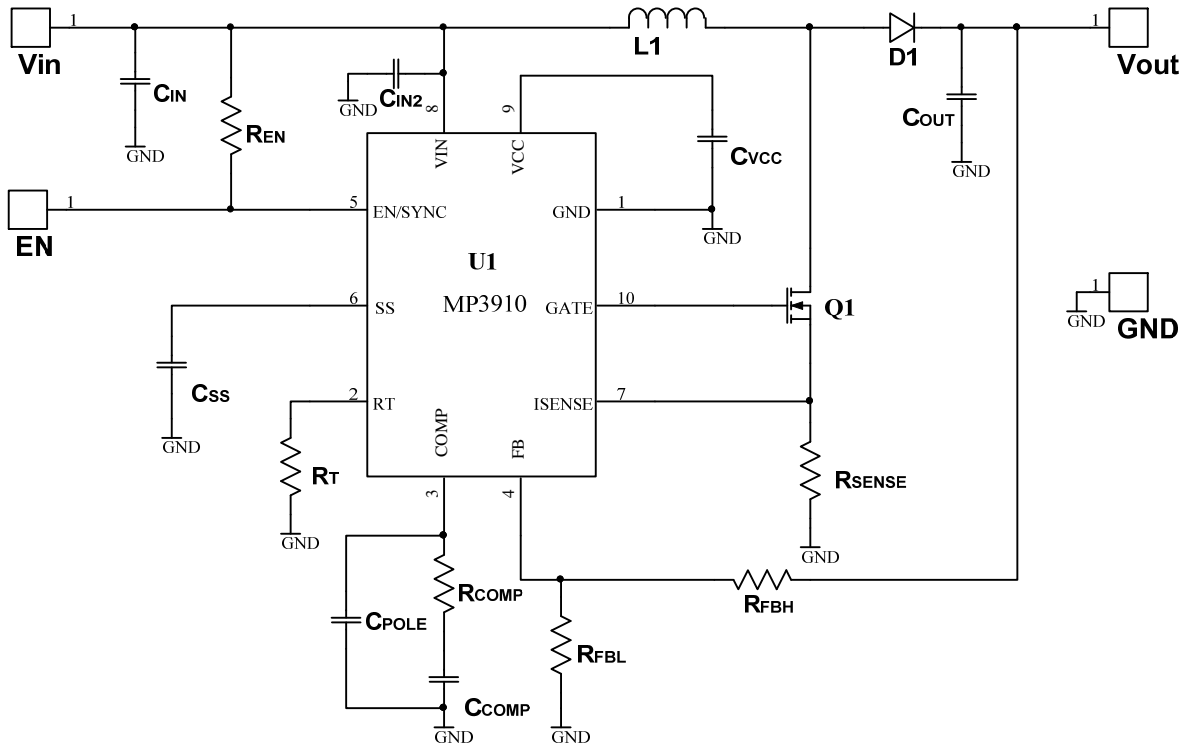 1
Vin
L1
D1
1
Vout
CIN
GND
REN
GND
CIN2
8
9
VIN
VCC
CVCC
COUT
GND
1
EN
5
EN/SYNC
GND
1
GND
U1
MP3910
6
SS
GATE
10
Q1
1
GND
GND
CSS
GND
2
RT
COMP
FB
ISENSE
7
RT
GND
3
4
RSENSE
GND
CPOLE
RCOMP
CCOMP
GND
RFBH
RFBL
GND